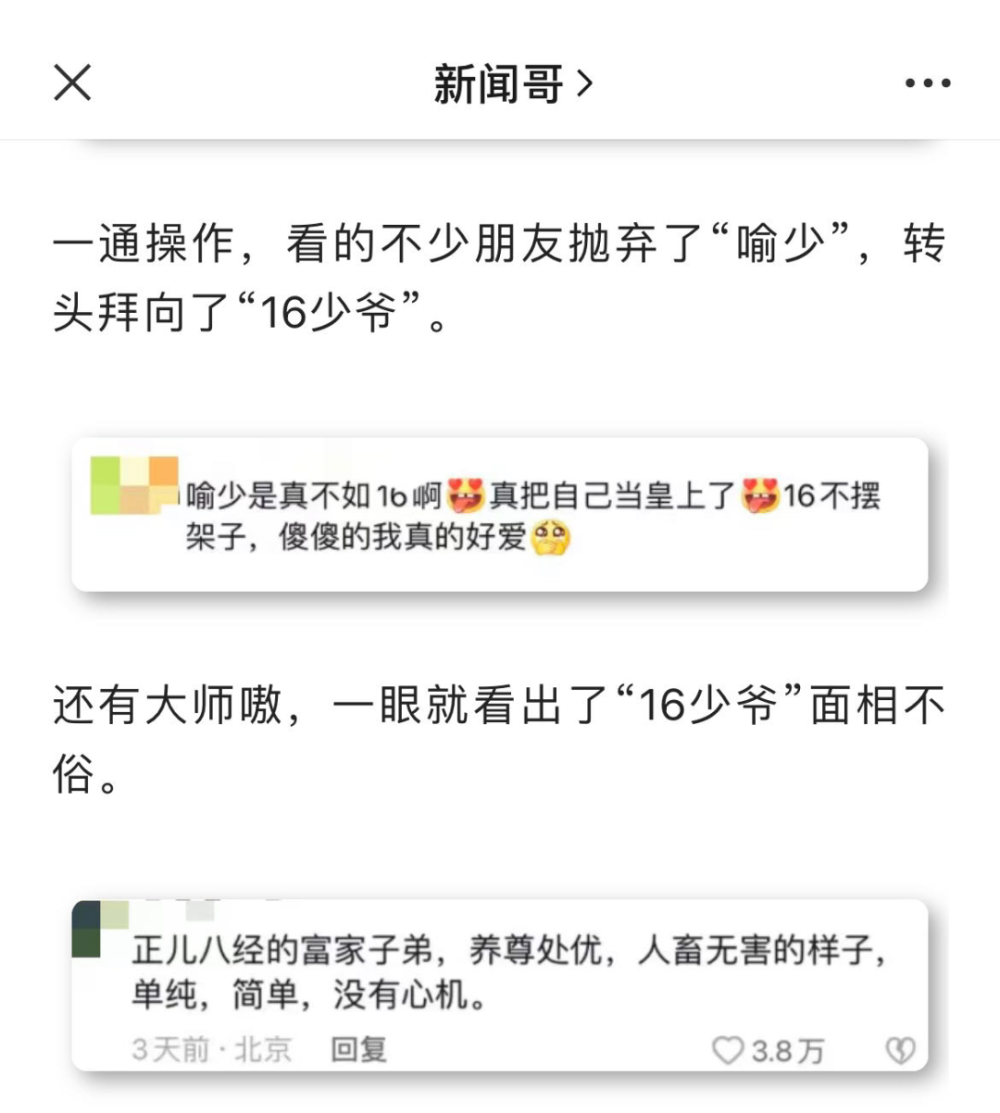 新闻哥
一通操作，看的不少朋友抛弃了“喻少”，转
头拜向了“16少爷”。
喻少是真不如16啊😍真把自己当皇上了😍16不摆
架子，傻傻的我真的好爱🥺
还有大师嗷，一眼就看出了“16少爷”面相不
俗。
正儿八经的富家子弟，养尊处优，人畜无害的样子，
单纯，简单，没有心机。
3天前·北京 回复 3.8万